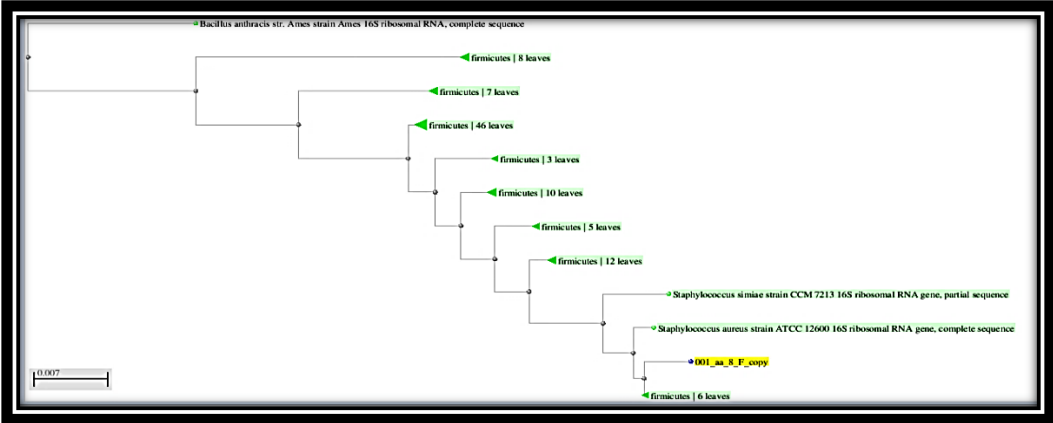 Bacillus anthracis str. Ames strain Ames 16S ribosomal RNA, complete sequence
firmicutes | 8 leaves
firmicutes | 7 leaves
firmicutes | 46 leaves
firmicutes | 3 leaves
firmicutes | 10 leaves
firmicutes | 5 leaves
firmicutes | 12 leaves
Staphylococcus simiae strain CCM 7213 16S ribosomal RNA gene, partial sequence
Staphylococcus aureus strain ATCC 12600 16S ribosomal RNA gene, complete sequence
001_aa_8_F_copy
0.007
firmicutes | 6 leaves